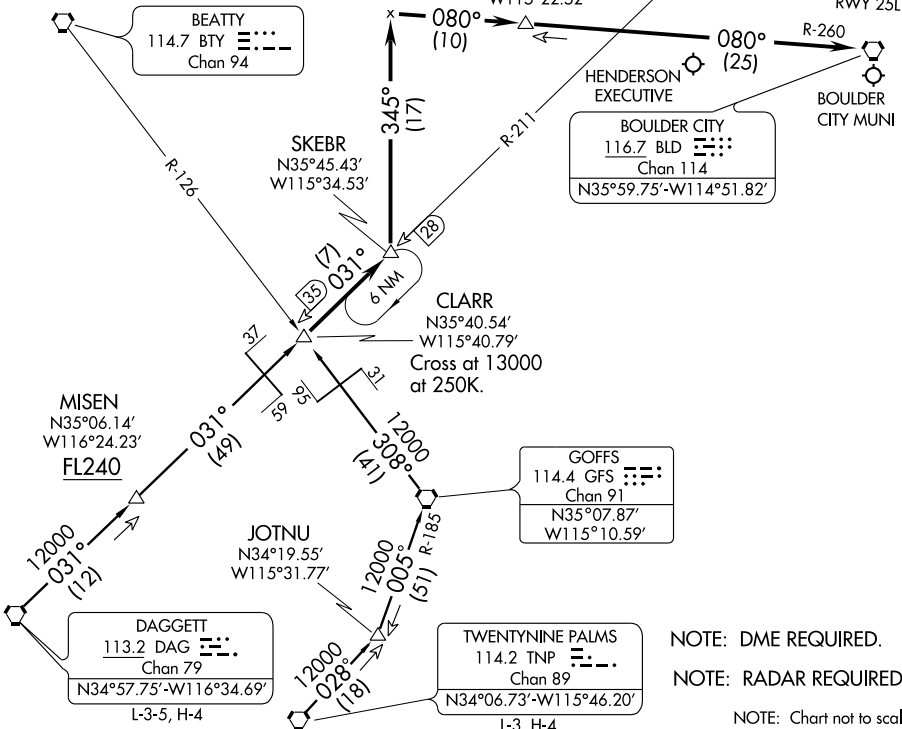 BEATTY
114.7 BTY
Chan 94
x
080°
(10)
RWY 25L
R-260
080°
(25)
HENDERSON
EXECUTIVE
BOULDER
CITY MUNI
BOULDER CITY
116.7 BLD
Chan 114
N35°59.75'-W114°51.82'
345°
(17)
R-211
R-126
SKEBR
N35°45.43'
W115°34.53'
28
(7)
031°
35
6 NM
CLARR
N35°40.54'
W115°40.79'
Cross at 13000
at 250K.
37
59
95
31
MISEN
N35°06.14'
W116°24.23'
FL240
031°
(49)
12000
308°
(41)
GOFFS
114.4 GFS
Chan 91
N35°07.87'
W115°10.59'
JOTNU
N34°19.55'
W115°31.77'
12000
005°
(51)
R-185
12000
031°
(12)
DAGGETT
113.2 DAG
Chan 79
N34°57.75'-W116°34.69'
L-3-5, H-4
12000
028°
(18)
TWENTYNINE PALMS
114.2 TNP
Chan 89
N34°06.73'-W115°46.20'
L-3, H-4
NOTE: DME REQUIRED.
NOTE: RADAR REQUIRED
NOTE: Chart not to scal